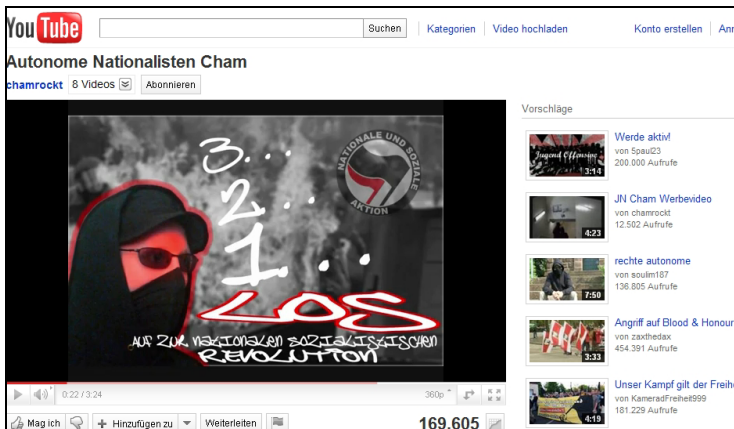 You Tube
Suchen
Kategorien
Video hochladen
Konto erstellen
Autonome Nationalisten Cham
chamrockt 8 Videos
Abonnieren
NATIONALE UND SOZIALE
AKTION
3...
2...
1...
LOS
AUF ZUR NATIONALEN SOZIALISTISCHEN
REVOLUTION
0:22 / 3:24
360p
Mag ich
+ Hinzufügen zu
Weiterleiten
169.605
Vorschläge
Jugend Offensive
3:14
Werde aktiv!
von 5paul23
200.000 Aufrufe
4:23
JN Cham Werbevideo
von chamrockt
12.502 Aufrufe
7:50
rechte autonome
von soulim187
136.805 Aufrufe
3:33
Angriff auf Blood & Honour
von zaxthedax
454.391 Aufrufe
4:19
Unser Kampf gilt der Freihe
von KameradFreiheit999
181.229 Aufrufe